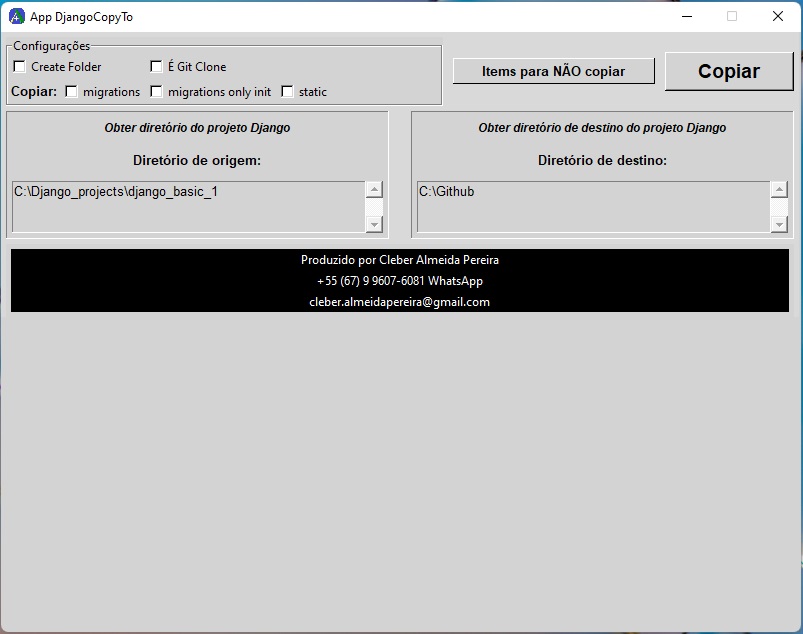 App DjangoCopyTo
Configurações
Create Folder É Git Clone
Copiar: migrations migrations only init static
Items para NÃO copiar
Copiar
Obter diretório do projeto Django
Diretório de origem:
C:\Django_projects\django_basic_1
Obter diretório de destino do projeto Django
Diretório de destino:
C:\Github
Produzido por Cleber Almeida Pereira
+55 (67) 9 9607-6081 WhatsApp
cleber.almeidapereira@gmail.com